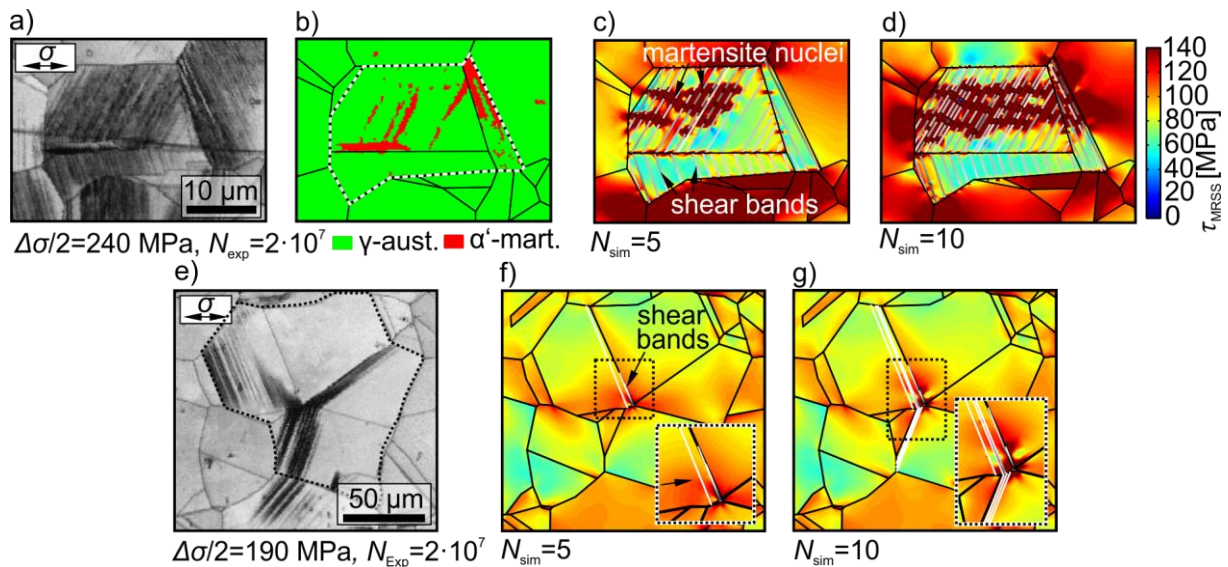 a)
b)
c)
d)
σ
10 µm
martensite nuclei
shear bands
140
120
100
80
60
40
20
0
τMRSS [MPa]
Δσ/2=240 MPa, Nexp=2·10⁷
γ-aust.
α'-mart.
Nsim=5
Nsim=10
e)
f)
g)
σ
50 µm
shear
bands
Δσ/2=190 MPa, NExp=2·10⁷
Nsim=5
Nsim=10